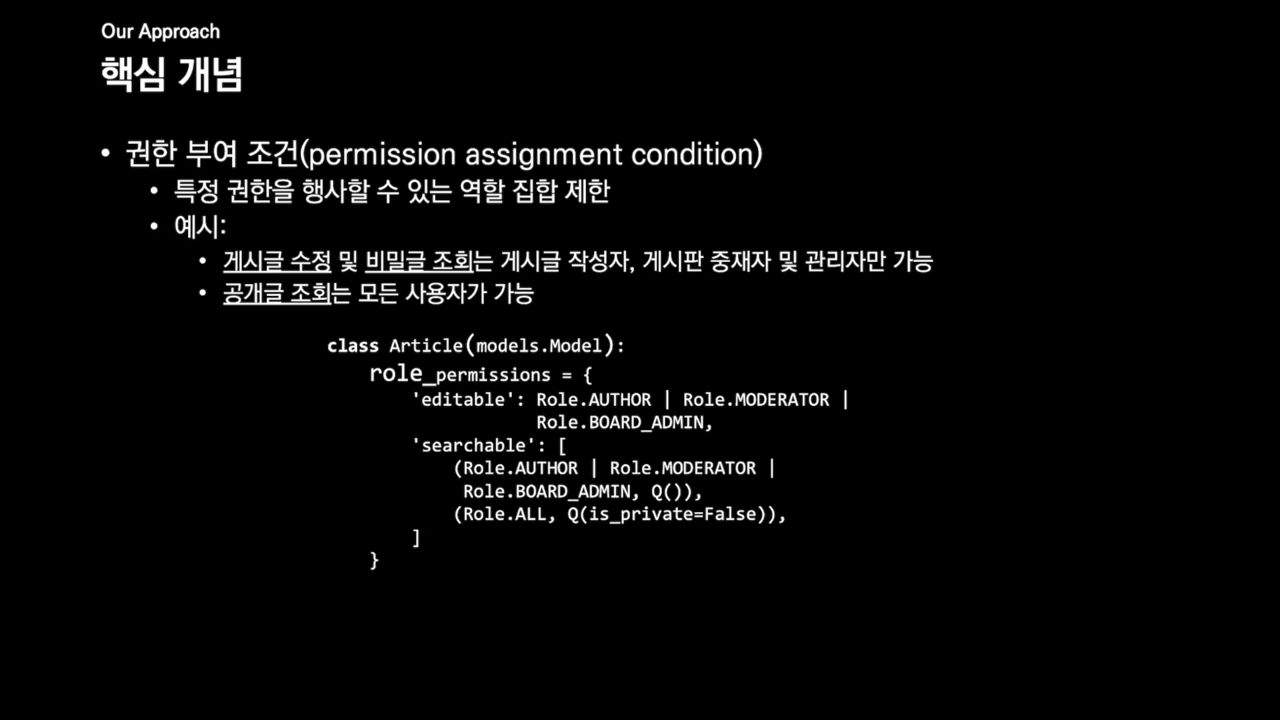 Our Approach
핵심 개념
• 권한 부여 조건(permission assignment condition)
• 특정 권한을 행사할 수 있는 역할 집합 제한
• 예시:
• 게시글 수정 및 비밀글 조회는 게시글 작성자, 게시판 중재자 및 관리자만 가능
• 공개글 조회는 모든 사용자가 가능
class Article(models.Model):
    role_permissions = {
        'editable': Role.AUTHOR | Role.MODERATOR |
                    Role.BOARD_ADMIN,
        'searchable': [
            (Role.AUTHOR | Role.MODERATOR |
             Role.BOARD_ADMIN, Q()),
            (Role.ALL, Q(is_private=False)),
        ]
    }